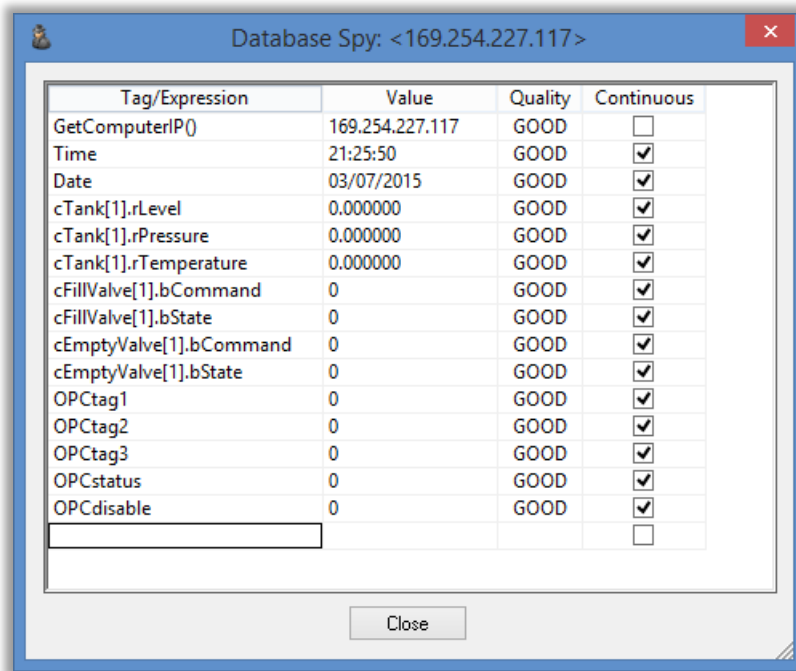 Database Spy: <169.254.227.117>
Tag/Expression Value Quality Continuous
GetComputerIP() 169.254.227.117 GOOD
Time 21:25:50 GOOD
Date 03/07/2015 GOOD
cTank[1].rLevel 0.000000 GOOD
cTank[1].rPressure 0.000000 GOOD
cTank[1].rTemperature 0.000000 GOOD
cFillValve[1].bCommand 0 GOOD
cFillValve[1].bState 0 GOOD
cEmptyValve[1].bCommand 0 GOOD
cEmptyValve[1].bState 0 GOOD
OPCtag1 0 GOOD
OPCtag2 0 GOOD
OPCtag3 0 GOOD
OPCstatus 0 GOOD
OPCdisable 0 GOOD
Close